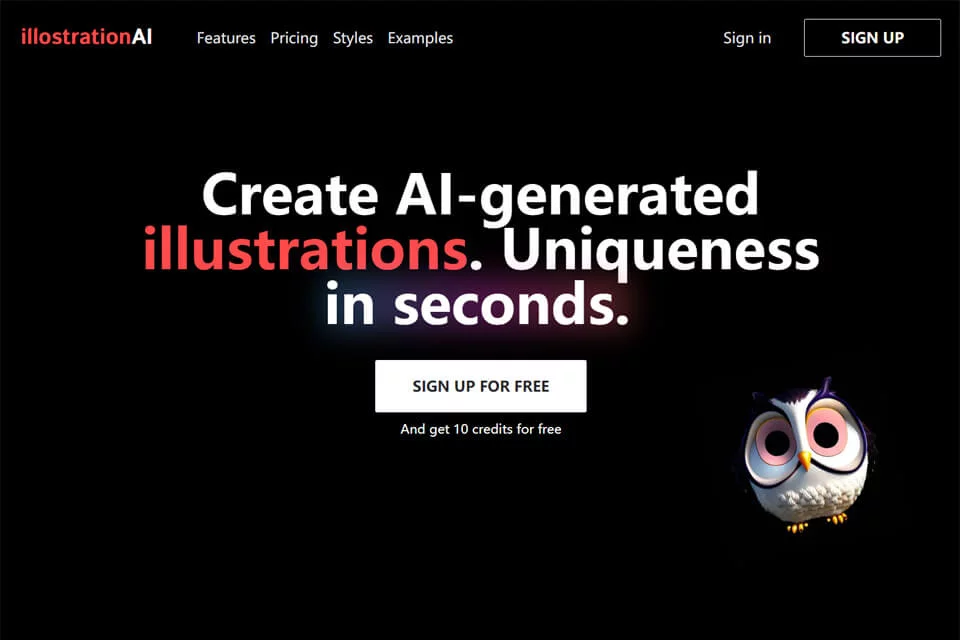 illostrationAI
Features Pricing Styles Examples
Sign in
SIGN UP
Create AI-generated
illustrations. Uniqueness
in seconds.
SIGN UP FOR FREE
And get 10 credits for free